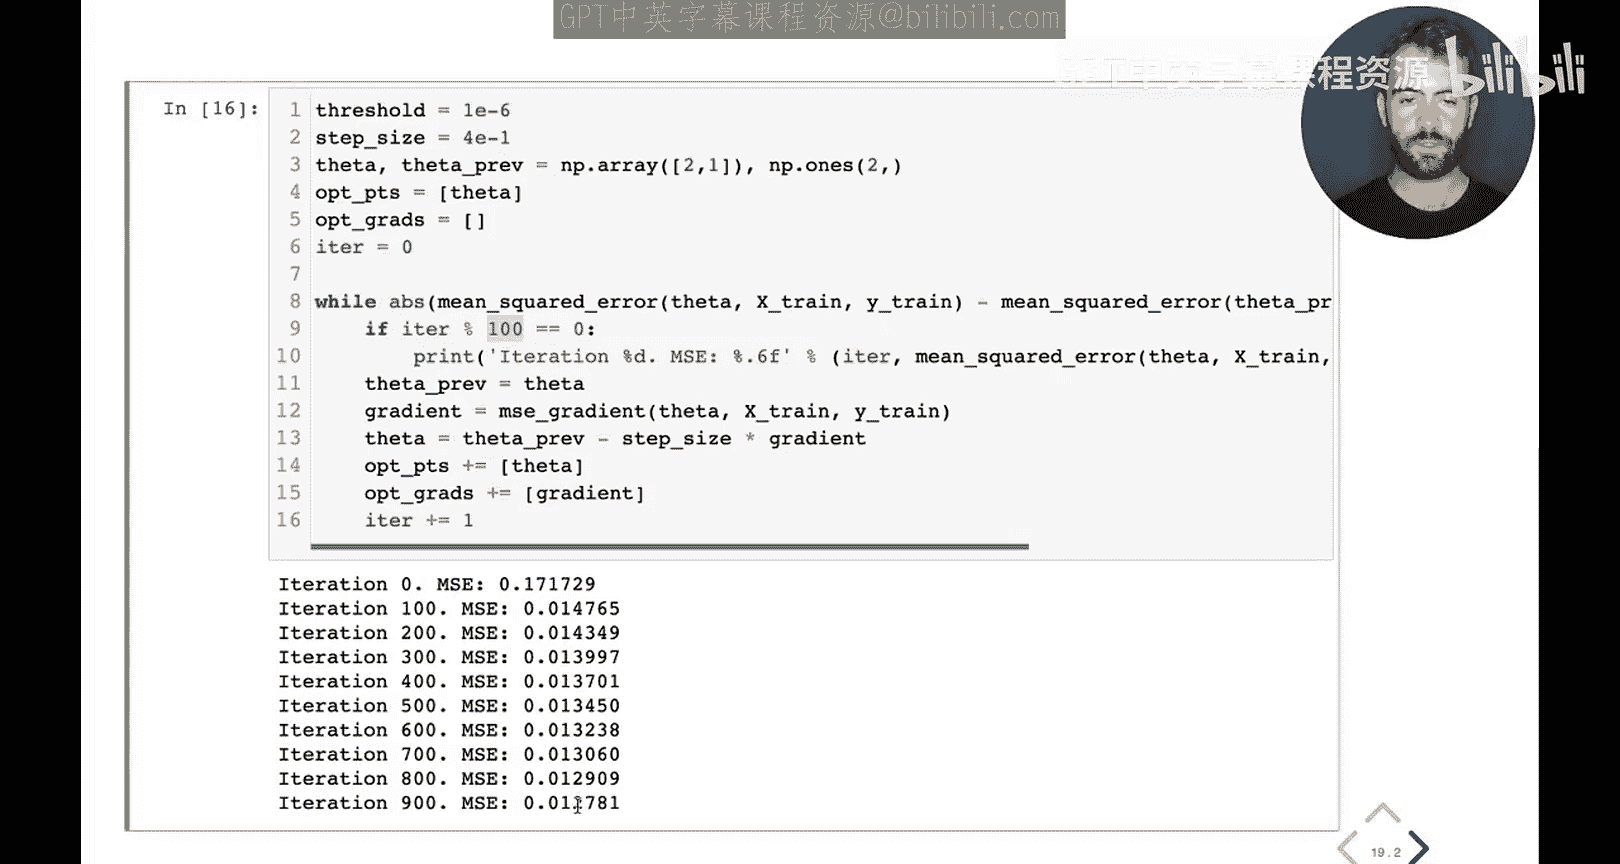 GPT中英字幕课程资源@bilibili.com
bilibili
In [16]:
1 threshold = 1e-6
2 step_size = 4e-1
3 theta, theta_prev = np.array([2,1]), np.ones(2,)
4 opt_pts = [theta]
5 opt_grads = []
6 iter = 0
7
8 while abs(mean_squared_error(theta, X_train, y_train) - mean_squared_error(theta_pr
9 if iter % 100 == 0:
10 print('Iteration %d. MSE: %.6f' % (iter, mean_squared_error(theta, X_train,
11 theta_prev = theta
12 gradient = mse_gradient(theta, X_train, y_train)
13 theta = theta_prev - step_size * gradient
14 opt_pts += [theta]
15 opt_grads += [gradient]
16 iter += 1
Iteration 0. MSE: 0.171729
Iteration 100. MSE: 0.014765
Iteration 200. MSE: 0.014349
Iteration 300. MSE: 0.013997
Iteration 400. MSE: 0.013701
Iteration 500. MSE: 0.013450
Iteration 600. MSE: 0.013238
Iteration 700. MSE: 0.013060
Iteration 800. MSE: 0.012909
Iteration 900. MSE: 0.012781
19.2